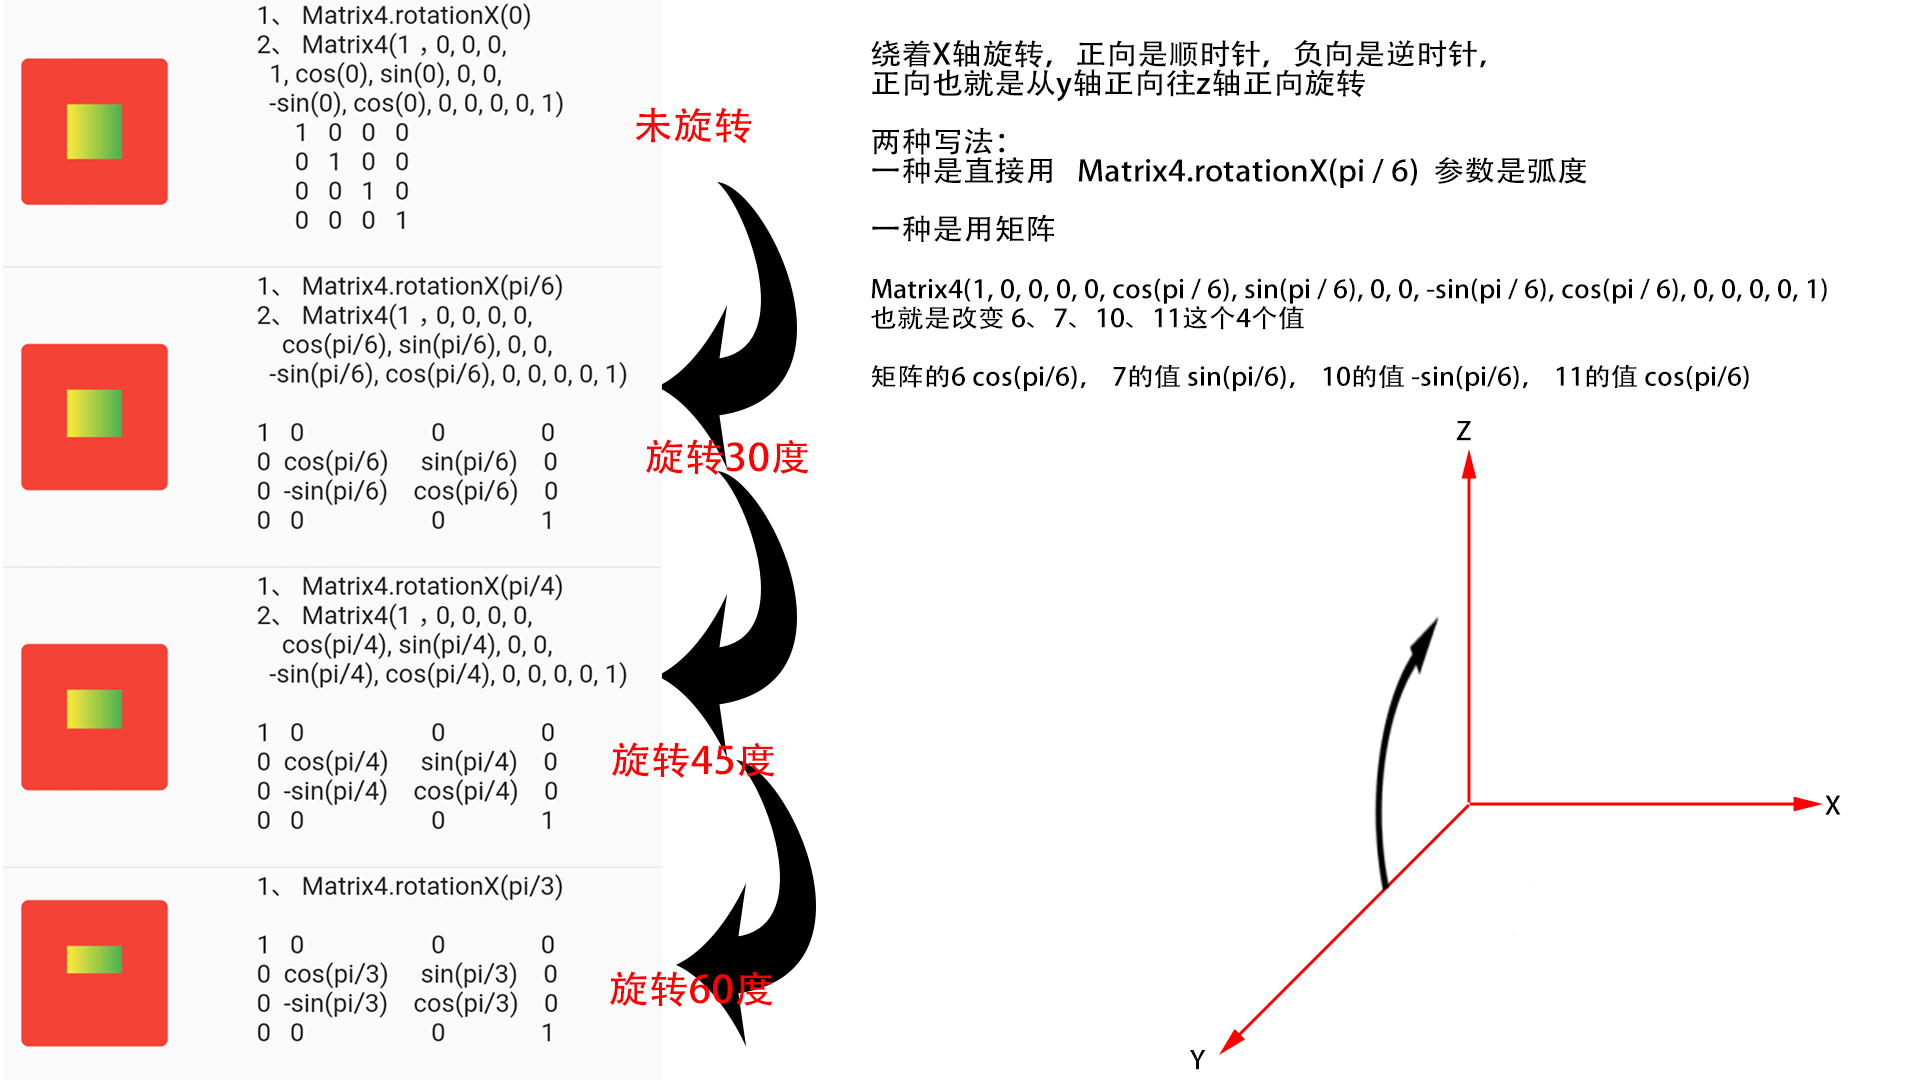 1、 Matrix4.rotationX(0)
2、 Matrix4(1 ，0, 0, 0,
1, cos(0), sin(0), 0, 0,
-sin(0), cos(0), 0, 0, 0, 0, 1)
1 0 0 0
0 1 0 0
0 0 1 0
0 0 0 1
未旋转
1、 Matrix4.rotationX(pi/6)
2、 Matrix4(1 ，0, 0, 0, 0,
cos(pi/6), sin(pi/6), 0, 0,
-sin(pi/6), cos(pi/6), 0, 0, 0, 0, 1)
1 0 0 0
0 cos(pi/6) sin(pi/6) 0
0 -sin(pi/6) cos(pi/6) 0
0 0 0 1
旋转30度
1、 Matrix4.rotationX(pi/4)
2、 Matrix4(1 ，0, 0, 0, 0,
cos(pi/4), sin(pi/4), 0, 0,
-sin(pi/4), cos(pi/4), 0, 0, 0, 0, 1)
1 0 0 0
0 cos(pi/4) sin(pi/4) 0
0 -sin(pi/4) cos(pi/4) 0
0 0 0 1
旋转45度
1、 Matrix4.rotationX(pi/3)
1 0 0 0
0 cos(pi/3) sin(pi/3) 0
0 -sin(pi/3) cos(pi/3) 0
0 0 0 1
旋转60度
绕着X轴旋转，正向是顺时针，负向是逆时针，
正向也就是从y轴正向往z轴正向旋转
两种写法：
一种是直接用 Matrix4.rotationX(pi / 6) 参数是弧度
一种是用矩阵
Matrix4(1, 0, 0, 0, 0, cos(pi / 6), sin(pi / 6), 0, 0, -sin(pi / 6), cos(pi / 6), 0, 0, 0, 0, 1)
也就是改变 6、7、10、11这个4个值
矩阵的6 cos(pi/6)， 7的值 sin(pi/6)， 10的值 -sin(pi/6)， 11的值 cos(pi/6)
Z
X
Y